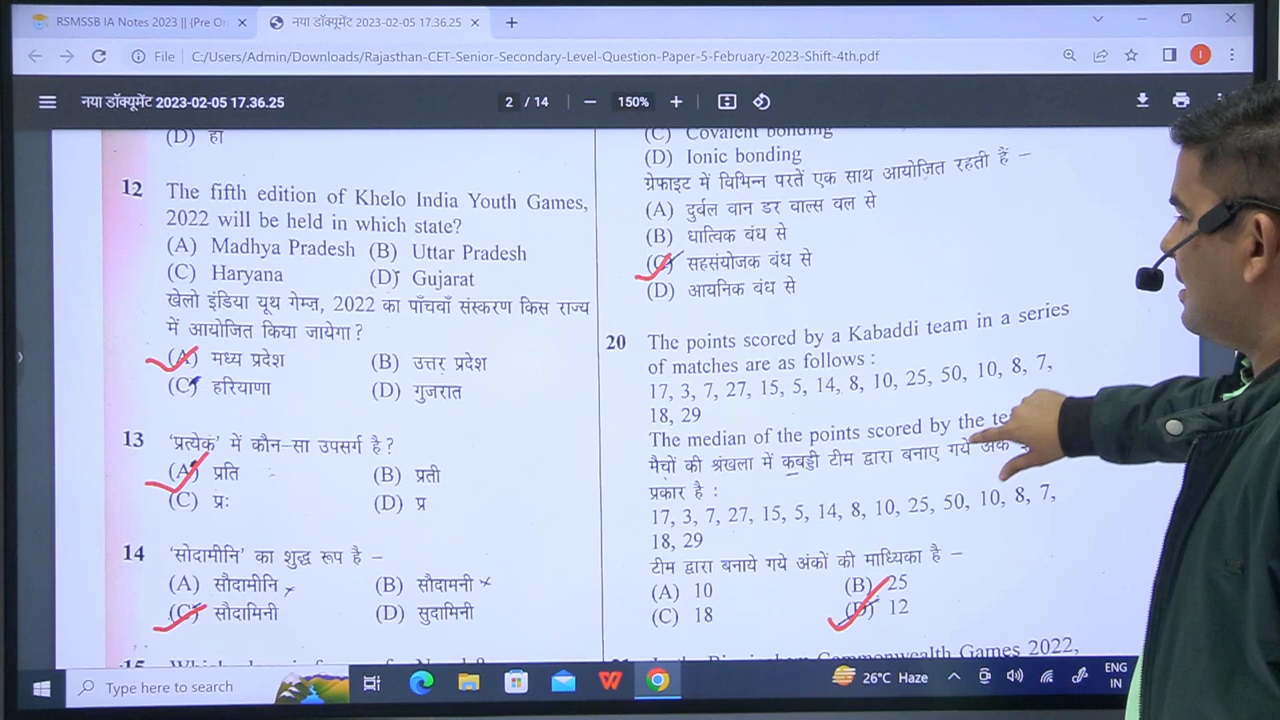 RSMSSB IA Notes 2023 || (Pre O
नया डॉक्यूमेंट 2023-02-05 17.36.25
File
C:/Users/Admin/Downloads/Rajasthan-CET-Senior-Secondary-Level-Question-Paper-5-February-2023-Shift-4th.pdf
नया डॉक्यूमेंट 2023-02-05 17.36.25
2 / 14
150%
(D) हा
12 The fifth edition of Khelo India Youth Games,
2022 will be held in which state?
(A) Madhya Pradesh (B) Uttar Pradesh
(C) Haryana (D) Gujarat
खेलो इंडिया यूथ गेम्ज, 2022 का पाँचवाँ संस्करण किस राज्य
में आयोजित किया जायेगा ?
(A) मध्य प्रदेश (B) उत्तर प्रदेश
(C) हरियाणा (D) गुजरात
13 'प्रत्येक' में कौन-सा उपसर्ग है ?
(A) प्रति (B) प्रती
(C) प्रः (D) प्र
14 'सोदामीनि' का शुद्ध रूप है –
(A) सौदामीनि (B) सौदामनी
(C) सौदामिनी (D) सुदामिनी
15
(C) Covalent bonding
(D) Ionic bonding
ग्रेफाइट में विभिन्न परतें एक साथ आयोजित रहती हैं –
(A) दुर्वल वान डर वाल्स वल से
(B) धात्विक बंध से
(C) सहसंयोजक बंध से
(D) आयनिक बंध से
20 The points scored by a Kabaddi team in a series
of matches are as follows :
17, 3, 7, 27, 15, 5, 14, 8, 10, 25, 50, 10, 8, 7,
18, 29
The median of the points scored by the
मैचों की श्रंखला में कबड्डी टीम द्वारा बनाए गये अंक
प्रकार है :
17, 3, 7, 27, 15, 5, 14, 8, 10, 25, 50, 10, 8, 7,
18, 29
टीम द्वारा बनाये गये अंकों की माध्यिका है –
(A) 10 (B) 25
(C) 18 (D) 12
Commonwealth Games 2022,
Type here to search
26°C Haze
ENG
IN